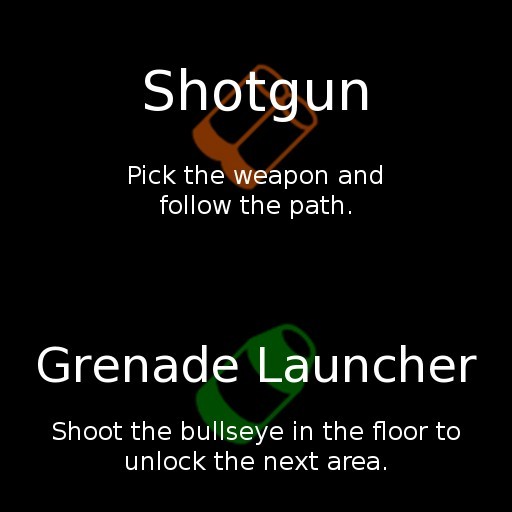 Shotgun
Pick the weapon and
follow the path.
Grenade Launcher
Shoot the bullseye in the floor to
unlock the next area.